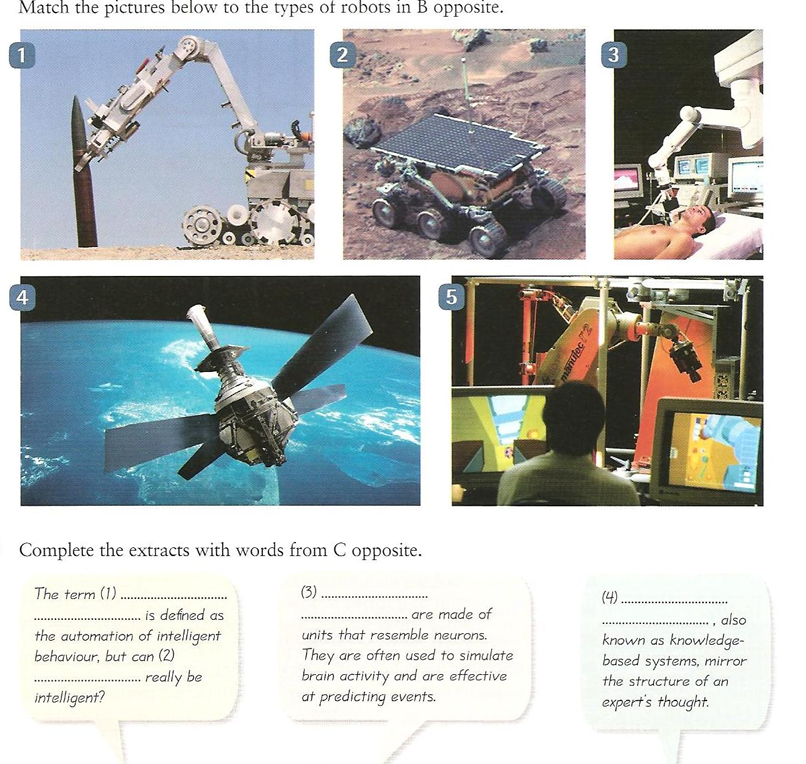 Match the pictures below to the types of robots in B opposite.
1
2
3
4
5
manutec
Complete the extracts with words from C opposite.
The term (1) ..............................
.............................. is defined as
the automation of intelligent
behaviour, but can (2)
.............................. really be
intelligent?
(3) ..............................
.............................. are made of
units that resemble neurons.
They are often used to simulate
brain activity and are effective
at predicting events.
(4) ..............................
.............................. , also
known as knowledge-
based systems, mirror
the structure of an
expert's thought.